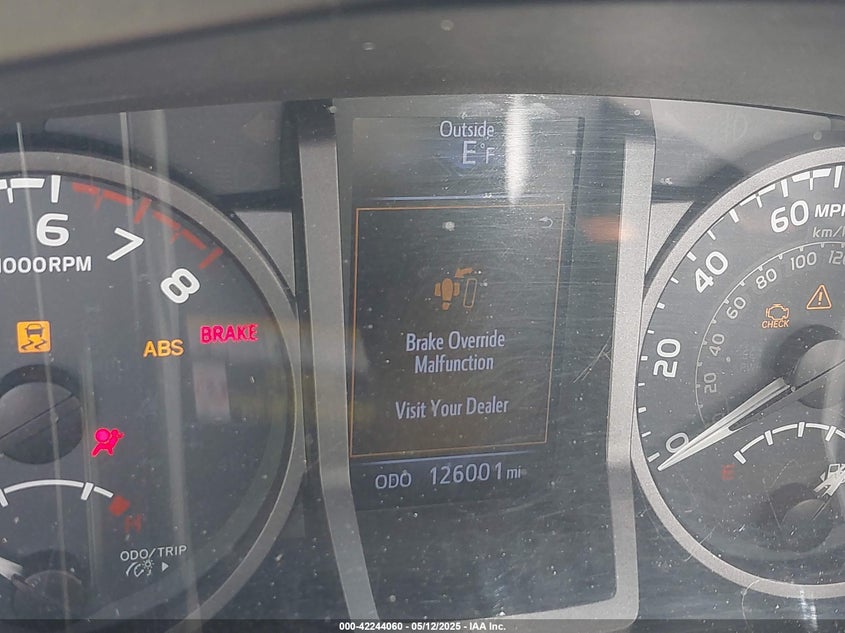 Outside
E°F
6
7
8
1000RPM
ABS
BRAKE
Brake Override
Malfunction
Visit Your Dealer
ODO 126001 mi
ODO/TRIP
60 MPH
km/h
40
20
0
120
100
80
60
40
20
CHECK
E
000-42244060 - 05/12/2025 - IAA Inc.